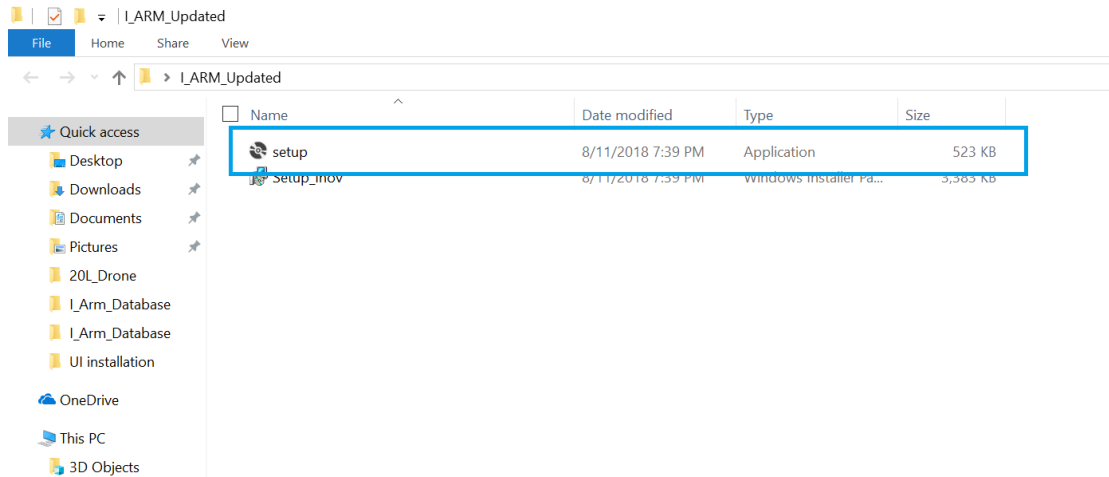 I_ARM_Updated
File Home Share View
I_ARM_Updated
Name Date modified Type Size
Quick access
setup 8/11/2018 7:39 PM Application 523 KB
Setup_Inov 8/11/2018 7:39 PM Windows Installer Pa... 3,383 KB
Desktop
Downloads
Documents
Pictures
20L_Drone
I_Arm_Database
I_Arm_Database
UI installation
OneDrive
This PC
3D Objects